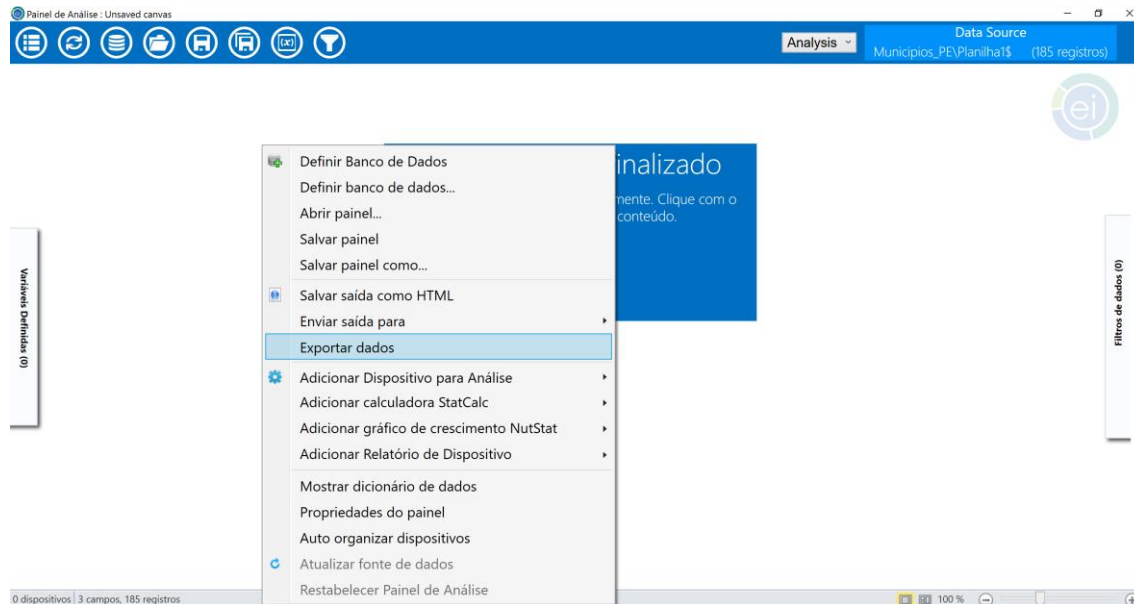 Painel de Análise : Unsaved canvas
Analysis
Data Source
Municipios_PE\Planilha1$ (185 registros)
ei
inalizado
mente. Clique com o
conteúdo.
Definir Banco de Dados
Definir banco de dados...
Abrir painel...
Salvar painel
Salvar painel como...
Salvar saída como HTML
Enviar saída para
Exportar dados
Adicionar Dispositivo para Análise
Adicionar calculadora StatCalc
Adicionar gráfico de crescimento NutStat
Adicionar Relatório de Dispositivo
Mostrar dicionário de dados
Propriedades do painel
Auto organizar dispositivos
Atualizar fonte de dados
Restabelecer Painel de Análise
Variáveis Definidas (0)
Filtros de dados (0)
0 dispositivos 3 campos, 185 registros
100 %